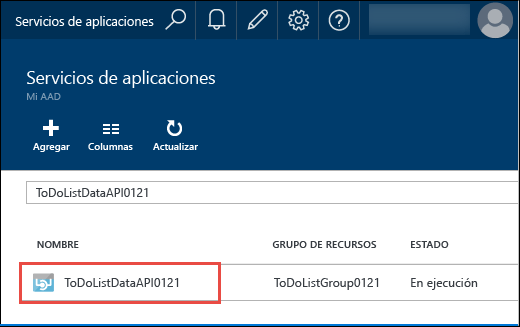 Servicios de aplicaciones
Servicios de aplicaciones
Mi AAD
Agregar Columnas Actualizar
ToDoListDataAPI0121
NOMBRE GRUPO DE RECURSOS ESTADO
ToDoListDataAPI0121 ToDoListGroup0121 En ejecución